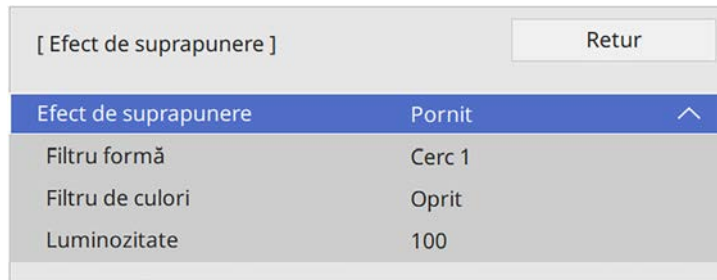 [ Efect de suprapunere ] Retur
Efect de suprapunere Pornit
Filtru formă Cerc 1
Filtru de culori Oprit
Luminozitate 100